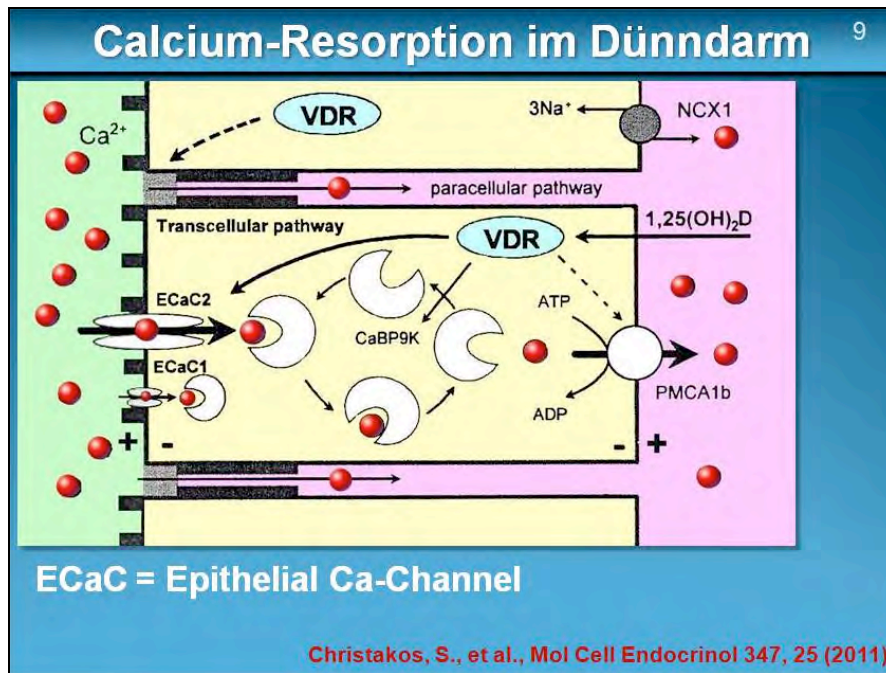 Calcium-Resorption im Dünndarm
9
VDR
3Na⁺
NCX1
Ca²⁺
paracellular pathway
Transcellular pathway
1,25(OH)₂D
VDR
ECaC2
ATP
CaBP9K
ECaC1
PMCA1b
ADP
+ -
- +
ECaC = Epithelial Ca-Channel
Christakos, S., et al., Mol Cell Endocrinol 347, 25 (2011)